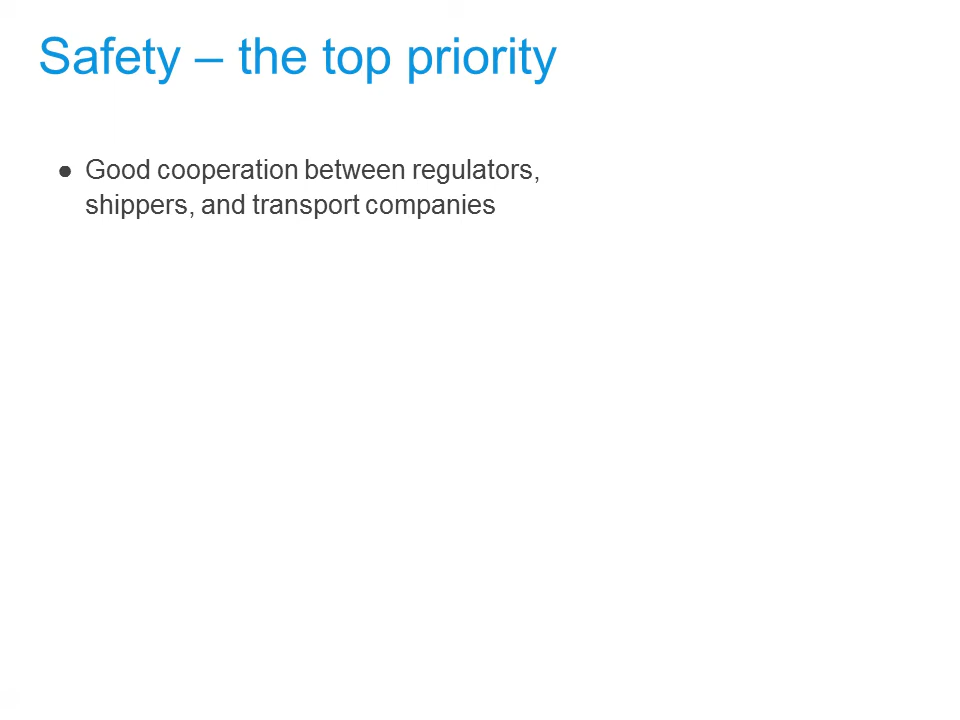 Safety – the top priority
● Good cooperation between regulators,
shippers, and transport companies